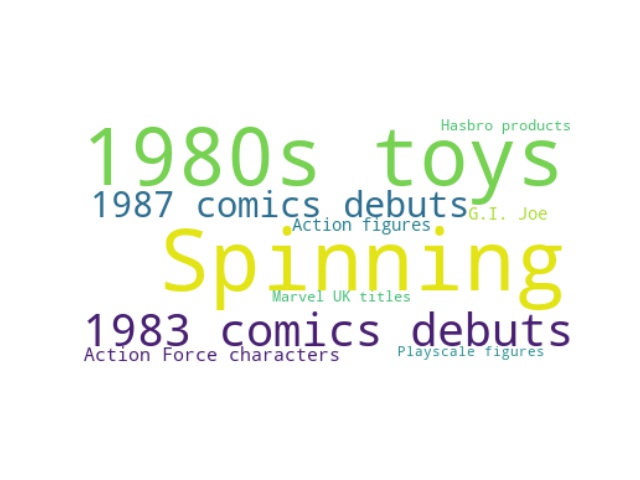 Hasbro products
1980s toys
1987 comics debuts
G.I. Joe
Action figures
Spinning
Marvel UK titles
1983 comics debuts
Action Force characters
Playscale figures